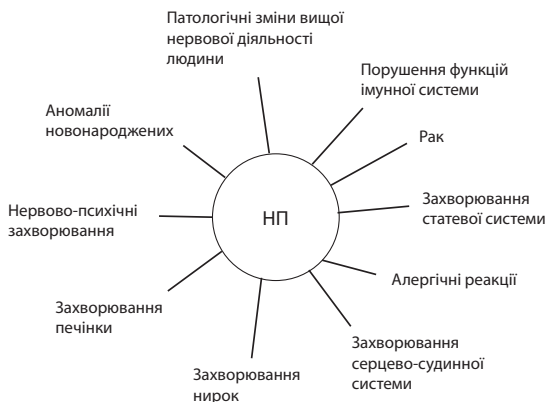 Патологічні зміни вищої
нервової діяльності
людини
Порушення функцій
імунної системи
Рак
Захворювання
статевої системи
Алергічні реакції
Захворювання
серцево-судинної
системи
Захворювання
нирок
Захворювання
печінки
Нервово-психічні
захворювання
Аномалії
новонароджених
НП